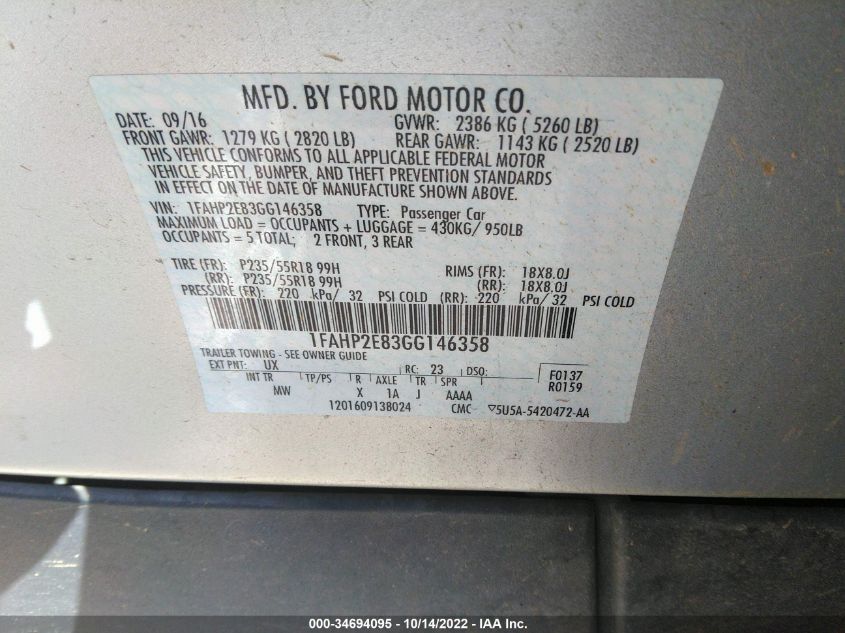 MFD. BY FORD MOTOR CO.
DATE: 09/16 GVWR: 2386 KG ( 5260 LB)
FRONT GAWR: 1279 KG ( 2820 LB) REAR GAWR: 1143 KG ( 2520 LB)
THIS VEHICLE CONFORMS TO ALL APPLICABLE FEDERAL MOTOR
VEHICLE SAFETY, BUMPER, AND THEFT PREVENTION STANDARDS
IN EFFECT ON THE DATE OF MANUFACTURE SHOWN ABOVE.
VIN: 1FAHP2E83GG146358 TYPE: Passenger Car
MAXIMUM LOAD = OCCUPANTS + LUGGAGE = 430KG/ 950LB
OCCUPANTS = 5 TOTAL; 2 FRONT, 3 REAR
TIRE (FR): P235/55R18 99H RIMS (FR): 18X8.0J
(RR): P235/55R18 99H (RR): 18X8.0J
PRESSURE (FR): 220 kPa/ 32 PSI COLD (RR): 220 kPa/ 32 PSI COLD
1FAHP2E83GG146358
TRAILER TOWING - SEE OWNER GUIDE
EXT PNT: UX RC: 23 DSO: F0137
INT TR TP/PS R AXLE TR SPR R0159
MW X 1A J AAAA
1201609138024 CMC ▽5U5A-5420472-AA
000-34694095 - 10/14/2022 - IAA Inc.